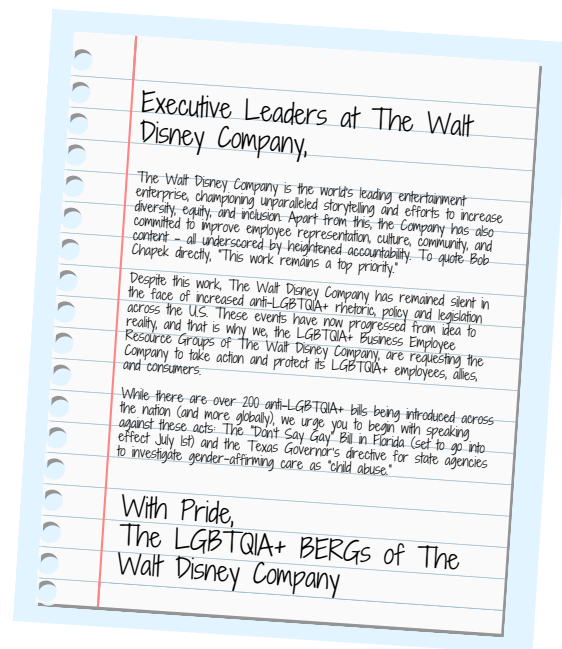 Executive Leaders at The Walt
Disney Company,
The Walt Disney Company is the world's leading entertainment
enterprise, championing unparalleled storytelling and efforts to increase
diversity, equity, and inclusion. Apart from this, the Company has also
committed to improve employee representation, culture, community, and
content - all underscored by heightened accountability. To quote Bob
Chapek directly, "This work remains a top priority."
Despite this work, The Walt Disney Company has remained silent in
the face of increased anti-LGBTQIA+ rhetoric, policy and legislation
across the U.S. These events have now progressed from idea to
reality, and that is why we, the LGBTQIA+ Business Employee
Resource Groups of The Walt Disney Company, are requesting the
Company to take action and protect its LGBTQIA+ employees, allies,
and consumers.
While there are over 200 anti-LGBTQIA+ bills being introduced across
the nation (and more globally), we urge you to begin with speaking
against these acts: The "Don't Say Gay" Bill in Florida (set to go into
effect July 1st) and the Texas Governor's directive for state agencies
to investigate gender-affirming care as "child abuse."
With Pride,
The LGBTQIA+ BERGs of The
Walt Disney Company